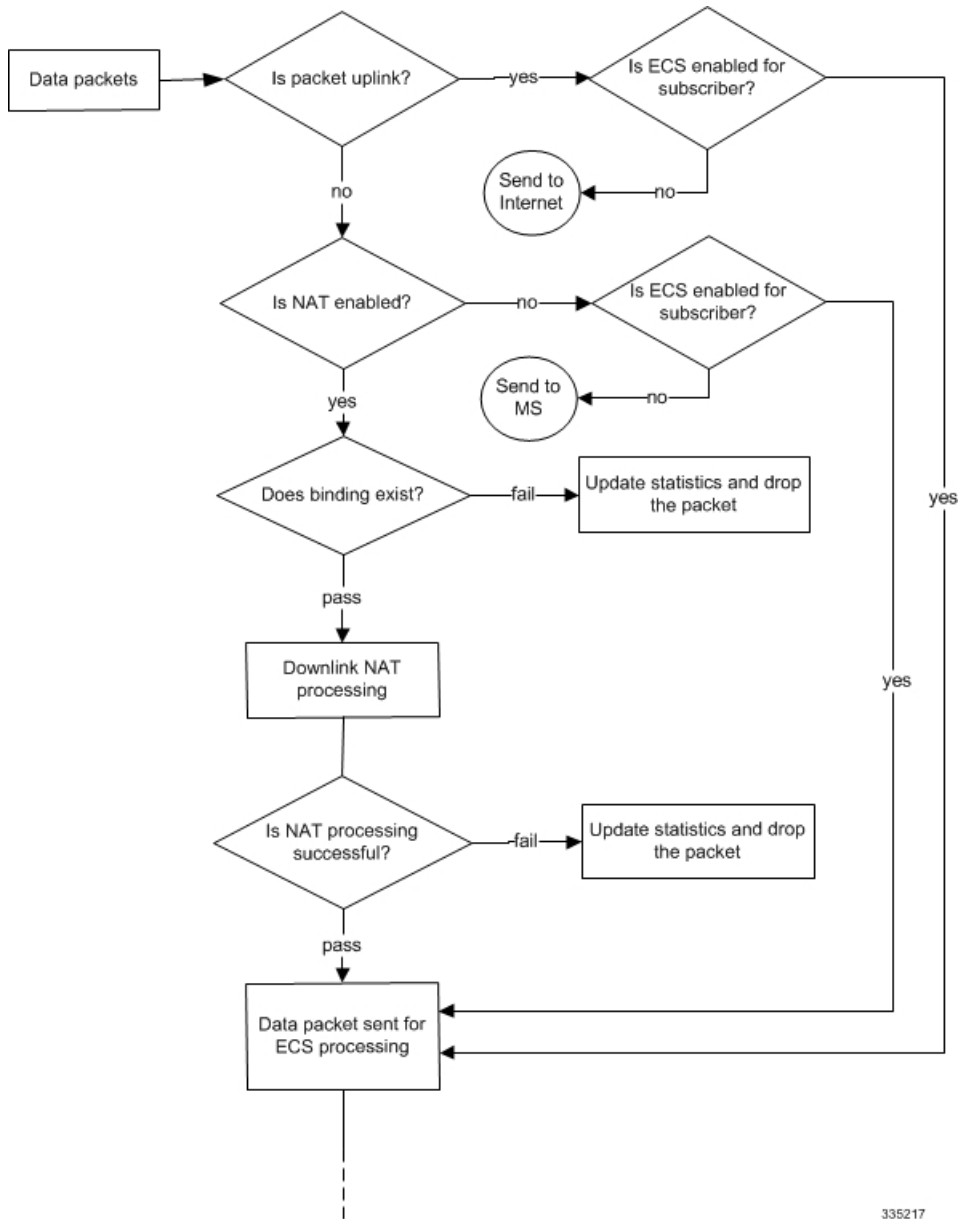 Data packets
Is packet uplink?
yes
Is ECS enabled for
subscriber?
no
Send to
Internet
no
Is NAT enabled?
no
Is ECS enabled for
subscriber?
no
Send to
MS
yes
Does binding exist?
fail
Update statistics and drop
the packet
yes
pass
Downlink NAT
processing
yes
Is NAT processing
successful?
fail
Update statistics and drop
the packet
pass
Data packet sent for
ECS processing
335217